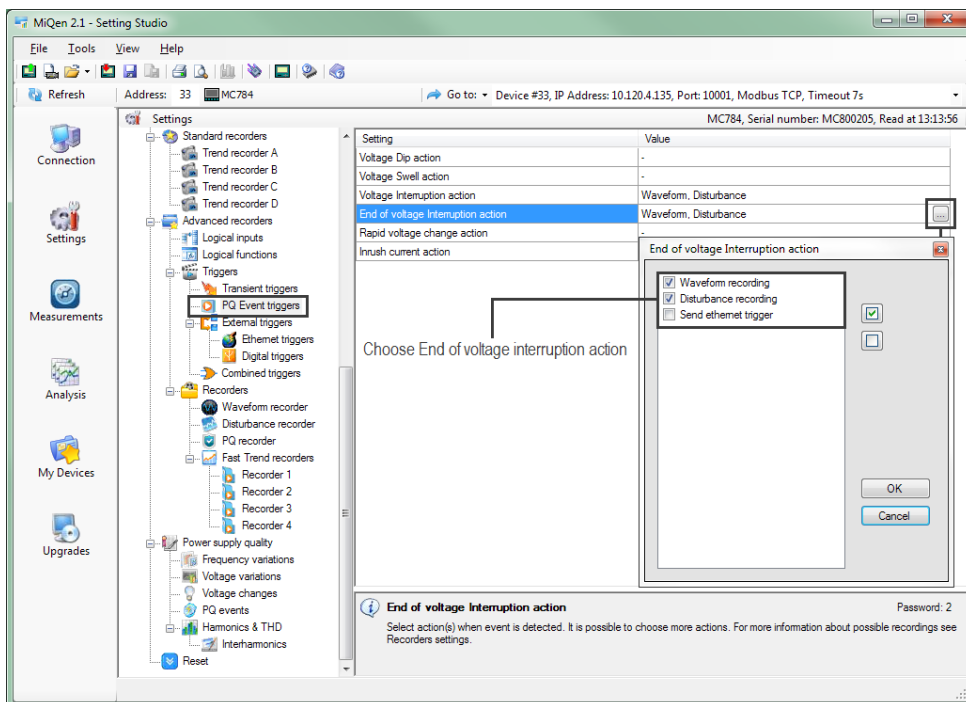 MiQen 2.1 - Setting Studio
File Tools View Help
Refresh Address: 33 MC784 Go to: Device #33, IP Address: 10.120.4.135, Port: 10001, Modbus TCP, Timeout 7s
Settings MC784, Serial number: MC800205, Read at 13:13:56
Connection
Settings
Measurements
Analysis
My Devices
Upgrades
Standard recorders
Trend recorder A
Trend recorder B
Trend recorder C
Trend recorder D
Advanced recorders
Logical inputs
Logical functions
Triggers
Transient triggers
PQ Event triggers
External triggers
Ethernet triggers
Digital triggers
Combined triggers
Recorders
Waveform recorder
Disturbance recorder
PQ recorder
Fast Trend recorders
Recorder 1
Recorder 2
Recorder 3
Recorder 4
Power supply quality
Frequency variations
Voltage variations
Voltage changes
PQ events
Harmonics & THD
Interharmonics
Reset
Setting Value
Voltage Dip action -
Voltage Swell action -
Voltage Interruption action Waveform, Disturbance
End of voltage Interruption action Waveform, Disturbance ...
Rapid voltage change action -
Inrush current action
End of voltage Interruption action
Waveform recording
Disturbance recording
Send ethernet trigger
Choose End of voltage interruption action
OK
Cancel
End of voltage Interruption action Password: 2
Select action(s) when event is detected. It is possible to choose more actions. For more information about possible recordings see
Recorders settings.